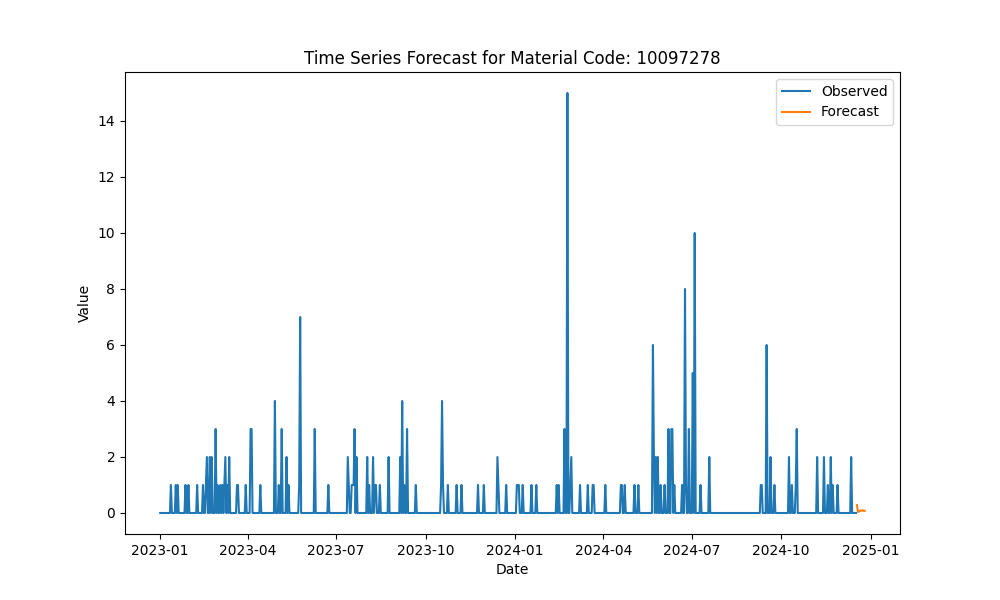 Time Series Forecast for Material Code: 10097278
Observed
Forecast
Value
14
12
10
8
6
4
2
0
2023-01 2023-04 2023-07 2023-10 2024-01 2024-04 2024-07 2024-10 2025-01
Date